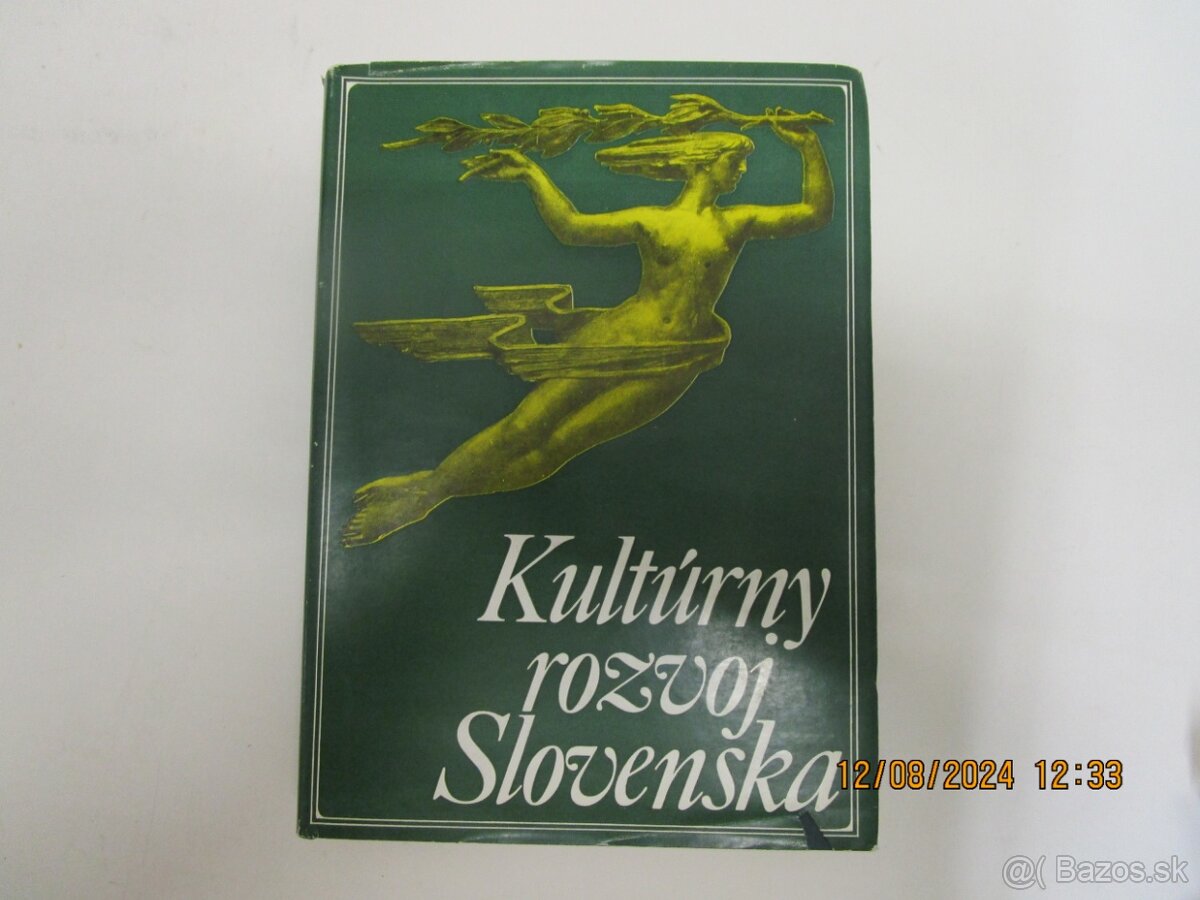 Kultúrny
rozvoj
Slovenska
12/08/2024 12:33
@( Bazos.sk